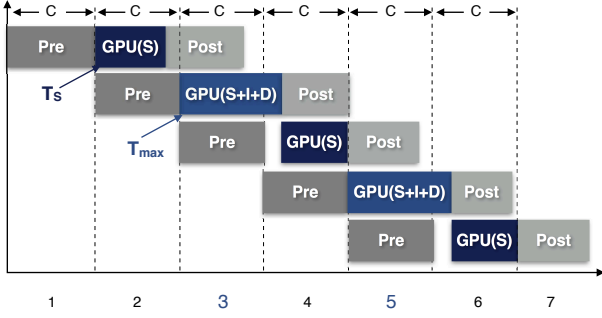 C C C C C C
Pre GPU(S) Post
Ts
Pre GPU(S+I+D) Post
Tmax
Pre GPU(S) Post
Pre GPU(S+I+D) Post
Pre GPU(S) Post
1 2 3 4 5 6 7